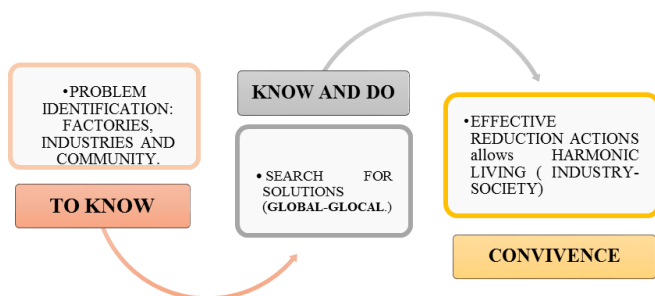 •PROBLEM
IDENTIFICATION:
FACTORIES,
INDUSTRIES AND
COMMUNITY.
TO KNOW
KNOW AND DO
•SEARCH FOR
SOLUTIONS
(GLOBAL-GLOCAL.)
•EFFECTIVE
REDUCTION ACTIONS
allows HARMONIC
LIVING ( INDUSTRY-
SOCIETY)
CONVIVENCE